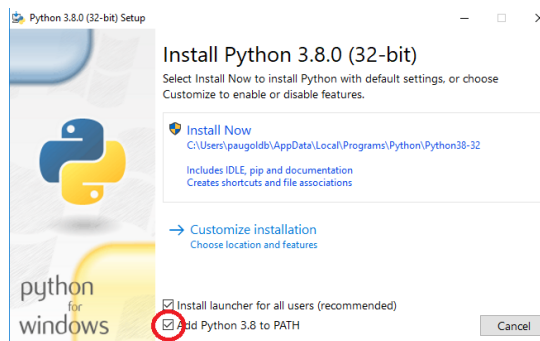 Python 3.8.0 (32-bit) Setup
Install Python 3.8.0 (32-bit)
Select Install Now to install Python with default settings, or choose
Customize to enable or disable features.
Install Now
C:\Users\paugoldb\AppData\Local\Programs\Python\Python38-32
Includes IDLE, pip and documentation
Creates shortcuts and file associations
Customize installation
Choose location and features
python
for
windows
Install launcher for all users (recommended)
Add Python 3.8 to PATH
Cancel